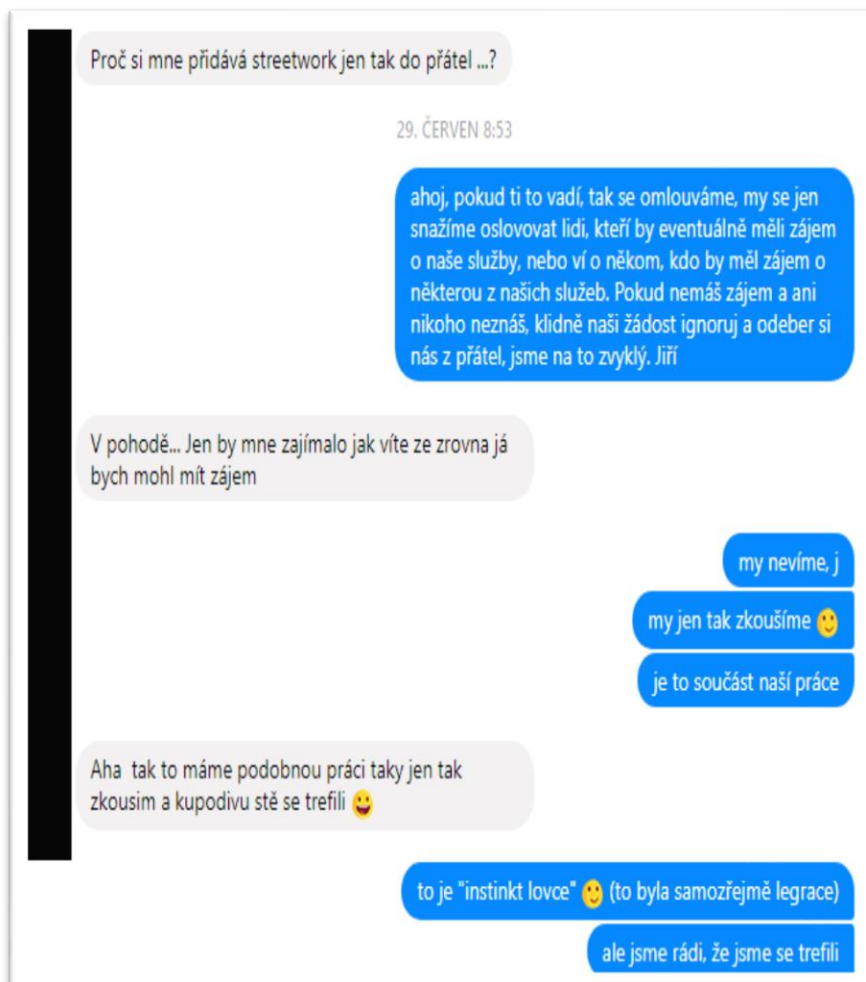 Proč si mne přidává streetwork jen tak do přátel ...?
29. ČERVEN 8:53
ahoj, pokud ti to vadí, tak se omlouváme, my se jen
snažíme oslovovat lidi, kteří by eventuálně měli zájem
o naše služby, nebo ví o někom, kdo by měl zájem o
některou z našich služeb. Pokud nemáš zájem a ani
nikoho neznáš, klidně naši žádost ignoruj a odeber si
nás z přátel, jsme na to zvyklý. Jiří
V pohodě... Jen by mne zajímalo jak víte ze zrovna já
bych mohl mít zájem
my nevíme, j
my jen tak zkoušíme 🙂
je to součást naší práce
Aha tak to máme podobnou práci taky jen tak
zkousim a kupodivu stě se trefili 😀
to je "instinkt lovce" 🙂 (to byla samozřejmě legrace)
ale jsme rádi, že jsme se trefili